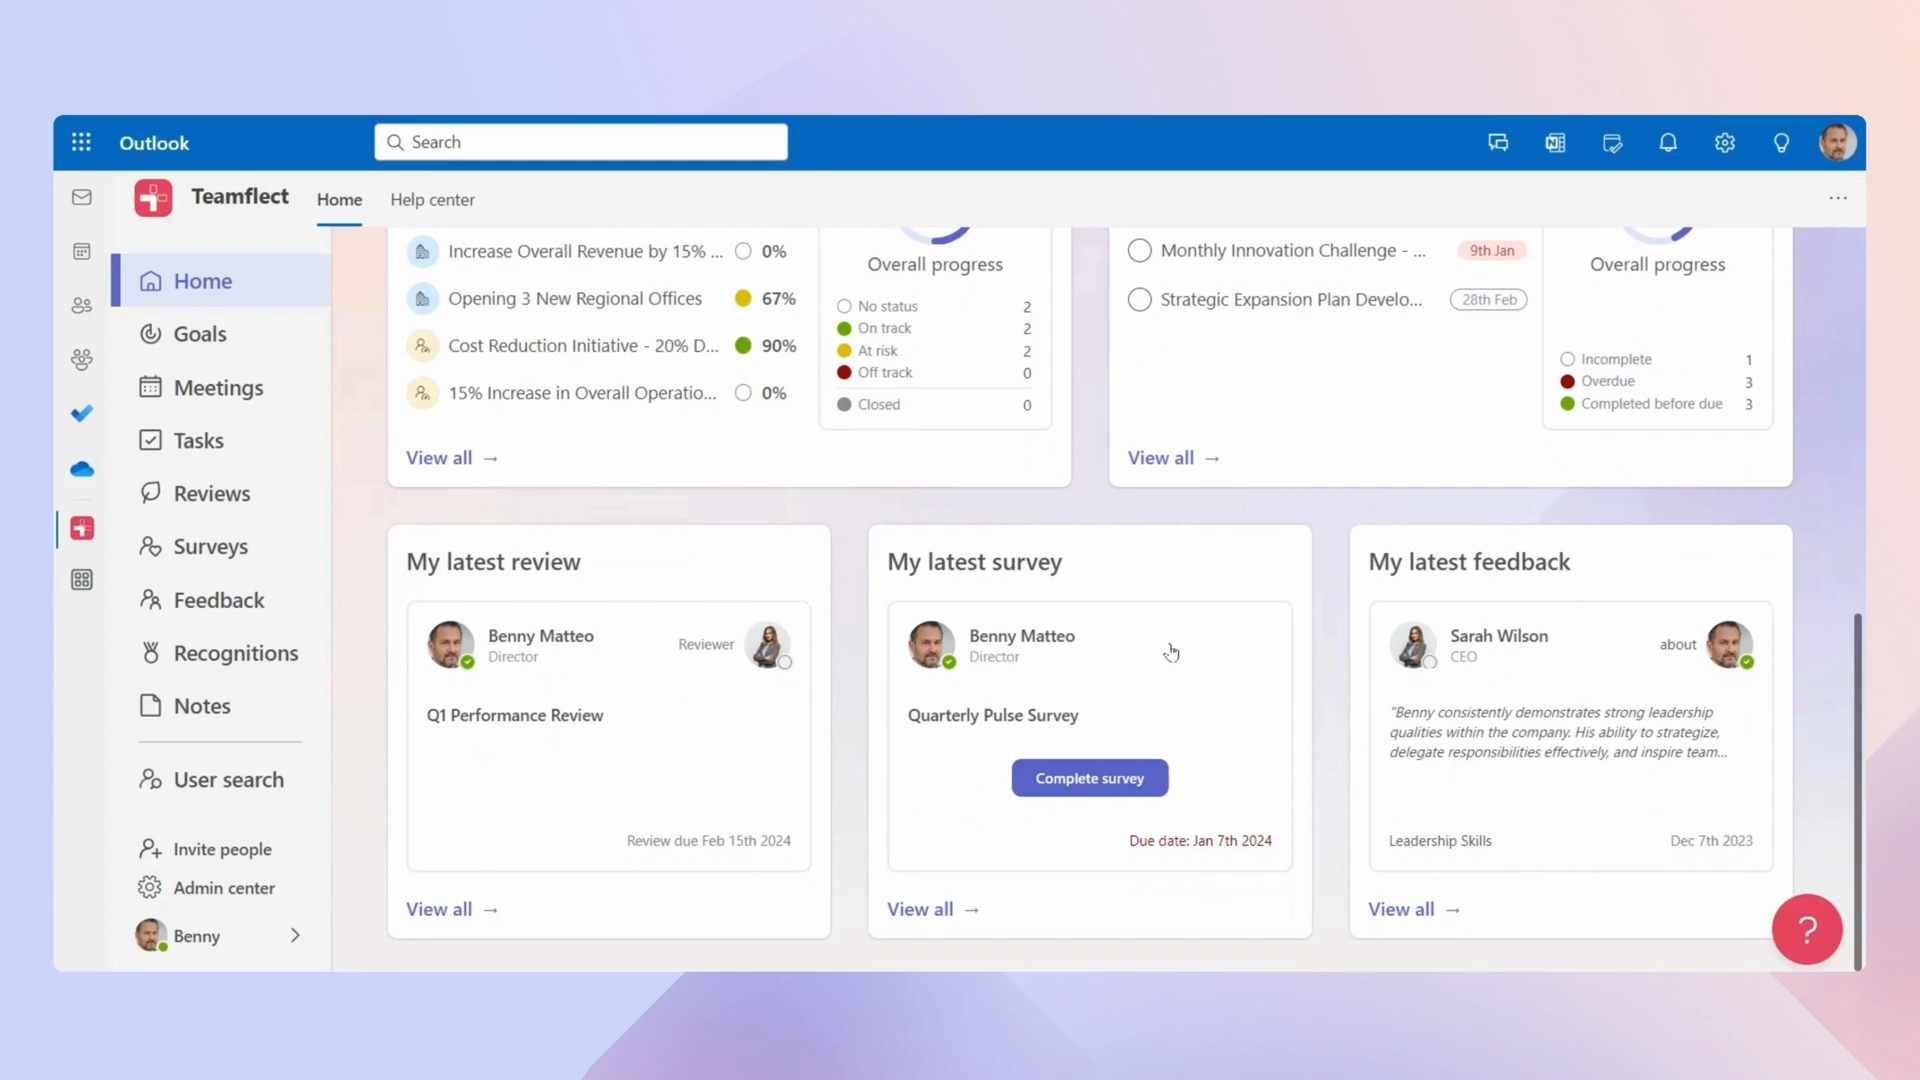 Outlook
Search
Teamflect
Home
Help center
Home
Goals
Meetings
Tasks
Reviews
Surveys
Feedback
Recognitions
Notes
User search
Invite people
Admin center
Benny
Increase Overall Revenue by 15% ... 0%
Opening 3 New Regional Offices 67%
Cost Reduction Initiative - 20% D... 90%
15% Increase in Overall Operatio... 0%
View all →
Overall progress
No status 2
On track 2
At risk 2
Off track 0
Closed 0
Monthly Innovation Challenge - ... 9th Jan
Strategic Expansion Plan Develo... 28th Feb
View all →
Overall progress
Incomplete 1
Overdue 3
Completed before due 3
My latest review
Benny Matteo
Director
Reviewer
Q1 Performance Review
Review due Feb 15th 2024
View all →
My latest survey
Benny Matteo
Director
Quarterly Pulse Survey
Complete survey
Due date: Jan 7th 2024
View all →
My latest feedback
Sarah Wilson
CEO
about
"Benny consistently demonstrates strong leadership
qualities within the company. His ability to strategize,
delegate responsibilities effectively, and inspire team...
Leadership Skills
Dec 7th 2023
View all →
?